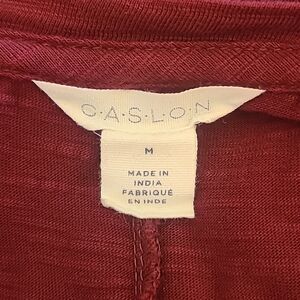 C·A·S·L·O·N
M
MADE IN
INDIA
FABRIQUÉ
EN INDE